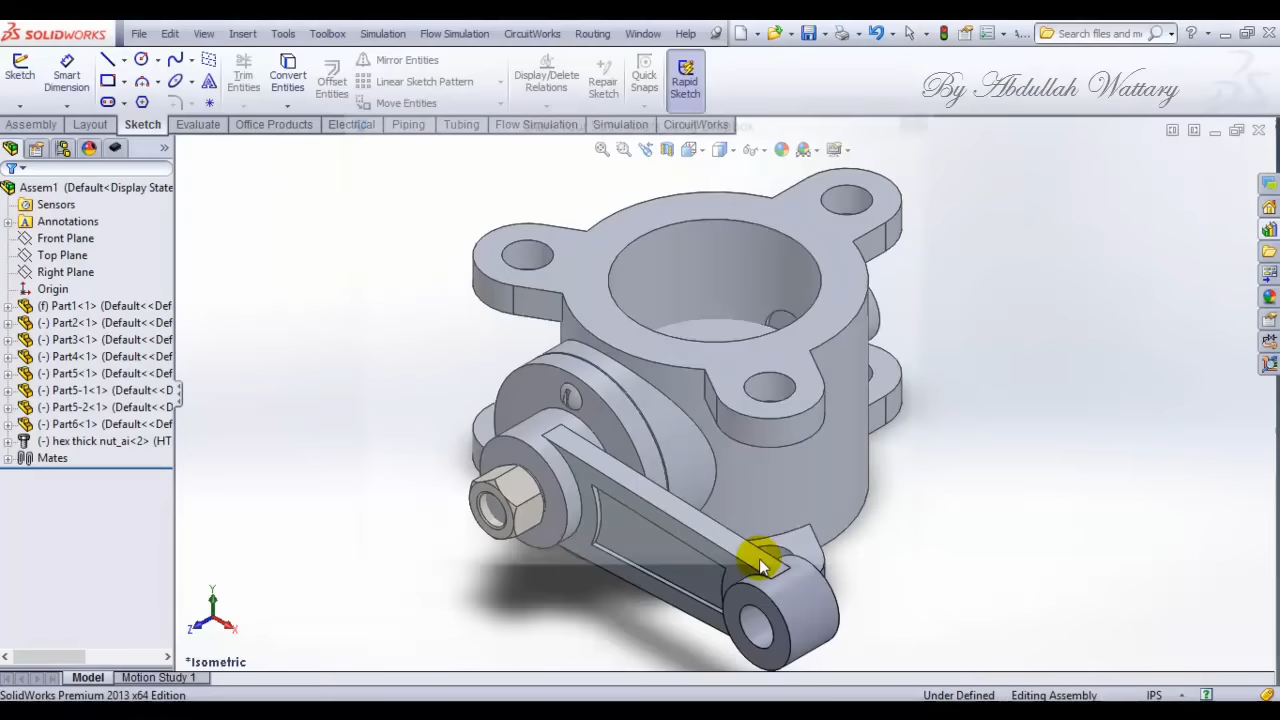 SOLIDWORKS File Edit View Insert Tools Toolbox Simulation Flow Simulation CircuitWorks Routing Window Help Search files and m
Sketch Smart Dimension Trim Entities Convert Entities Offset Entities Mirror Entities Linear Sketch Pattern Move Entities Display/Delete Relations Repair Sketch Quick Snaps Rapid Sketch
By Abdullah Wattary
Assembly Layout Sketch Evaluate Office Products Electrical Piping Tubing Flow Simulation Simulation CircuitWorks
Assem1 (Default<Display State
Sensors
Annotations
Front Plane
Top Plane
Right Plane
Origin
(f) Part1<1> (Default<<Def
(-) Part2<1> (Default<<Def
(-) Part3<1> (Default<<Def
(-) Part4<1> (Default<<Def
(-) Part5<1> (Default<<Def
(-) Part5-1<1> (Default<<D
(-) Part5-2<1> (Default<<D
(-) Part6<1> (Default<<Def
(-) hex thick nut_ai<2> (HT
Mates
Y
Z X
*Isometric
Model Motion Study 1
SolidWorks Premium 2013 x64 Edition Under Defined Editing Assembly IPS